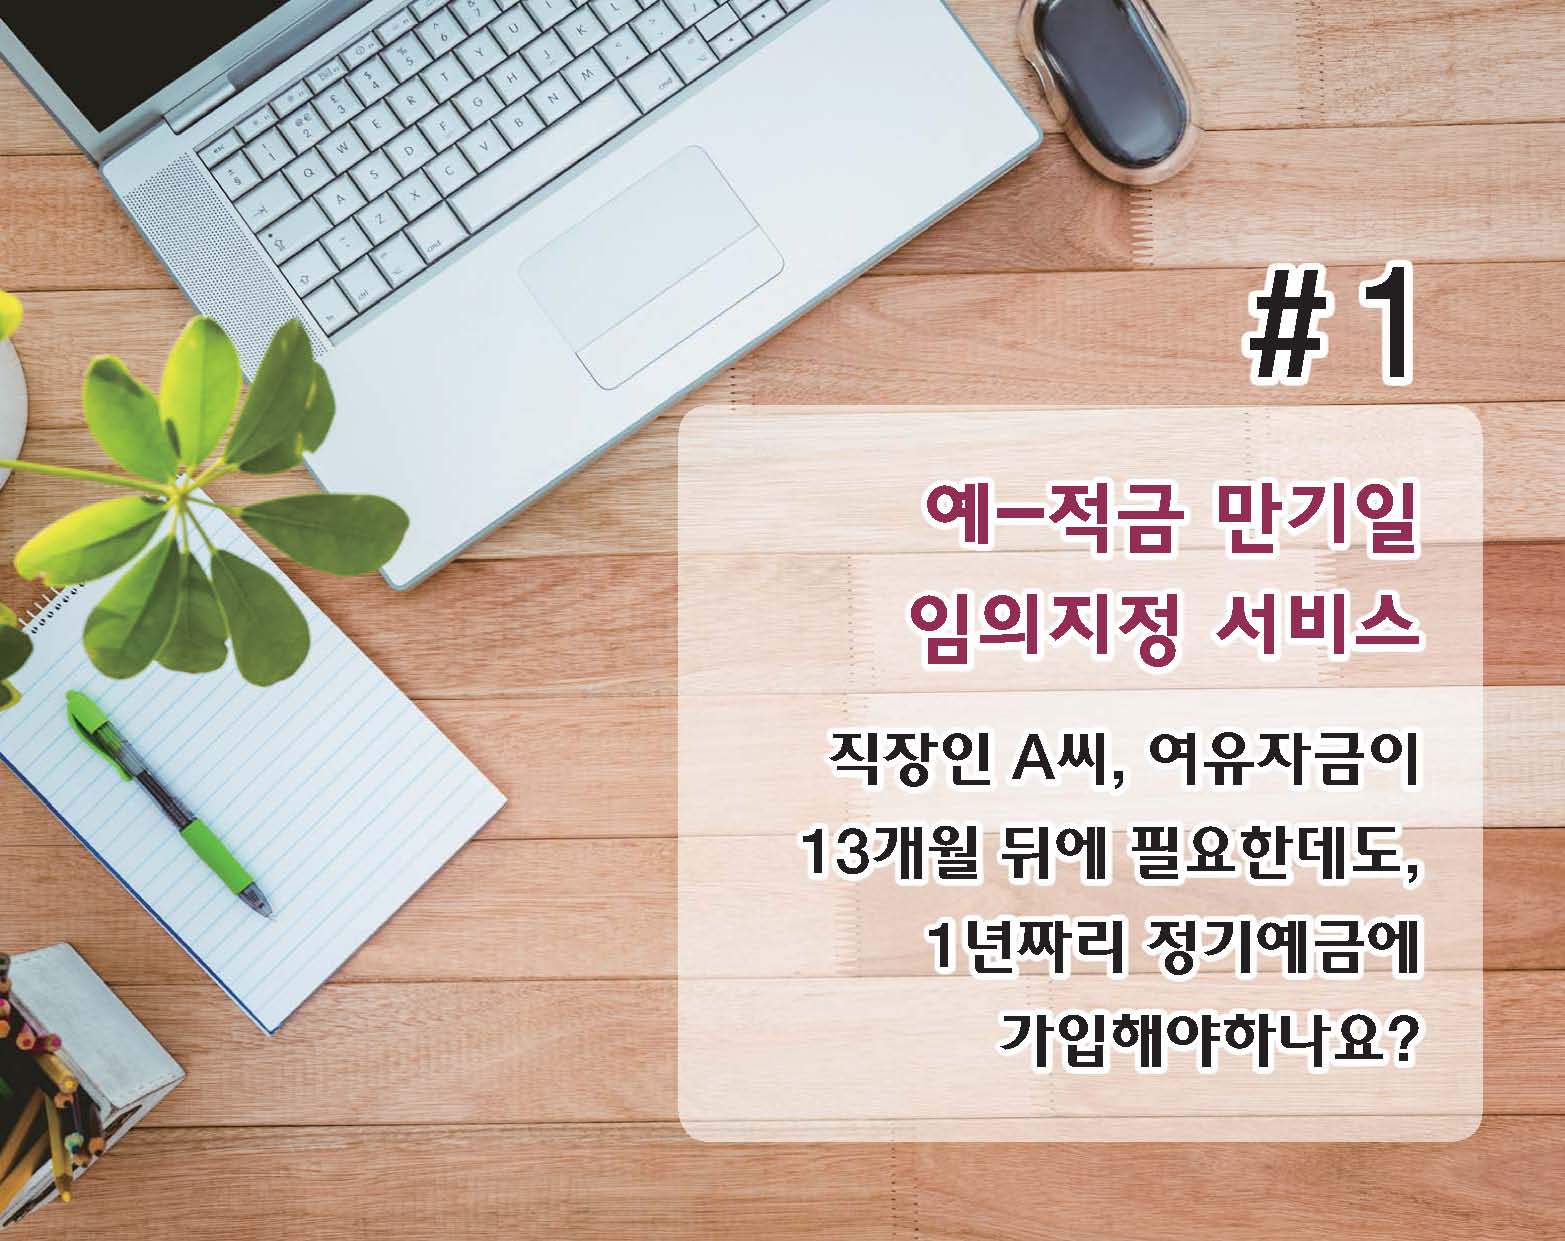 #1
예-적금 만기일
임의지정 서비스
직장인 A씨, 여유자금이
13개월 뒤에 필요한데도,
1년짜리 정기예금에
가입해야하나요?